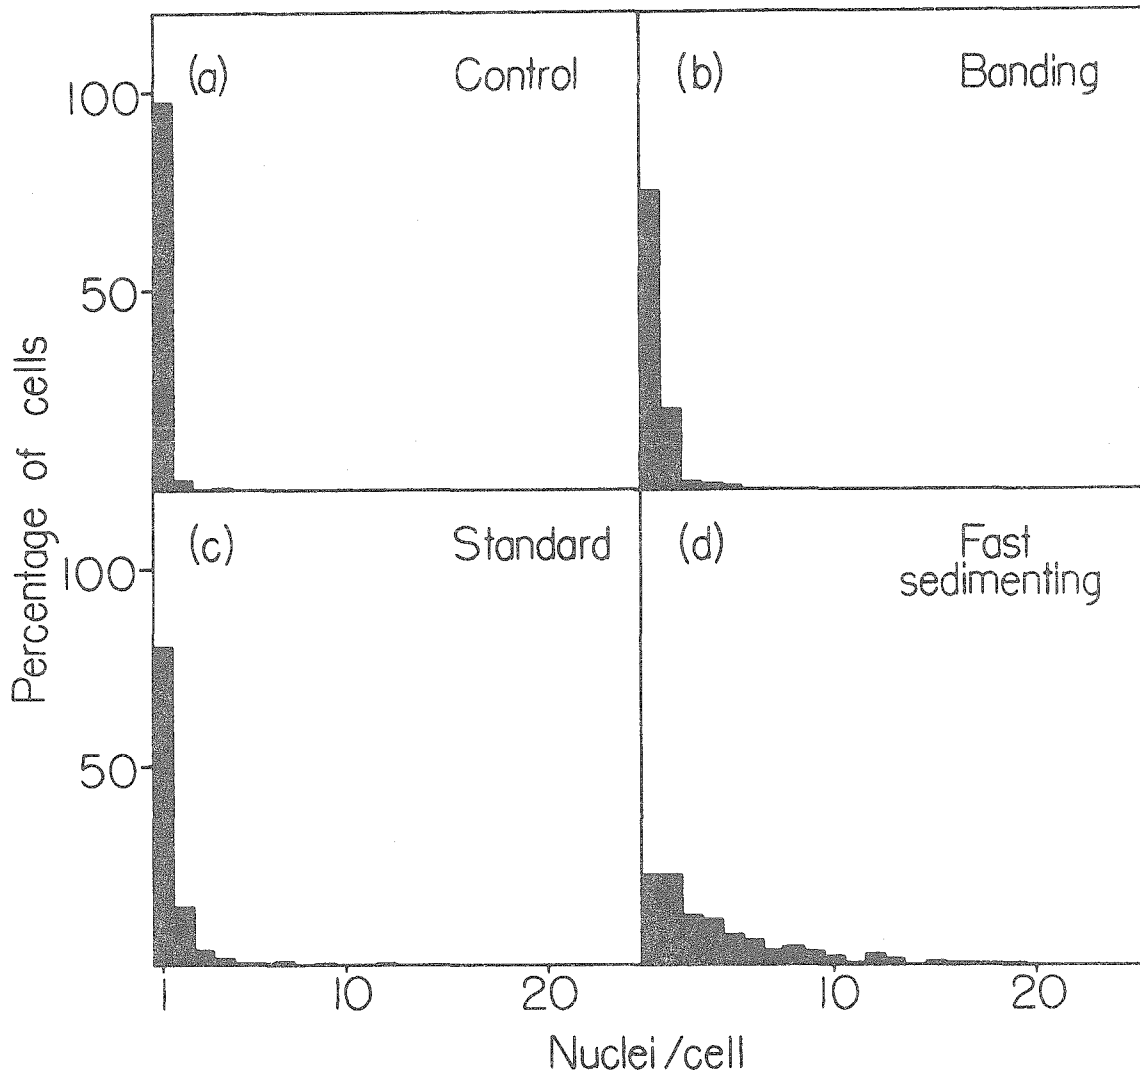 (a) Control
(b) Banding
100
50
(c) Standard
(d) Fast
sedimenting
100
50
Percentage of cells
1 10 20
10 20
Nuclei/cell